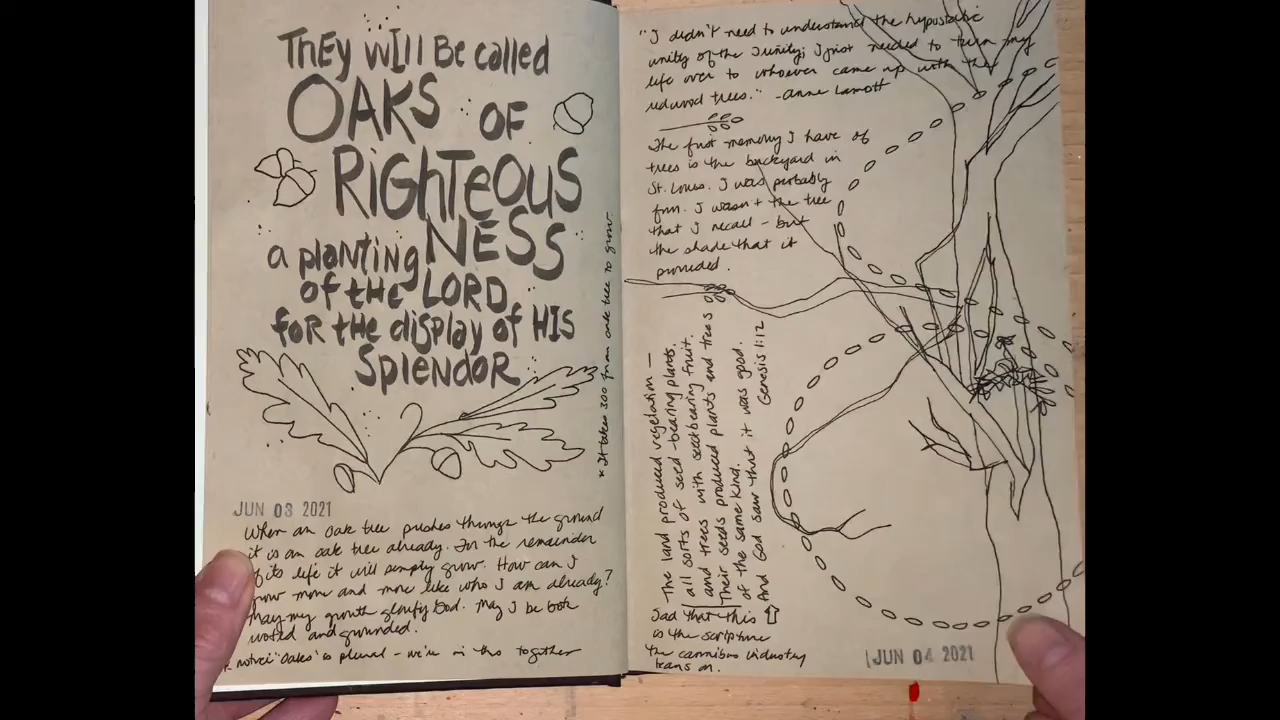 They will Be called
OAKS OF
RIGHTeOUS
NESS
a planting
of the LORD
foR the display of HIS
SplendoR
* It takes 300 for an oak tree to grow.
JUN 03 2021
When an oak tree pushes through the ground
it is an oak tree already. For the remainder
of its life it will simply grow. How can I
grow more and more like who I am already?
May my growth glorify God. May I be both
rooted and grounded.
* notice "Oaks" is plural - we're in this together
"I didn't need to understand the hypostatic
unity of the Trinity; I just needed to turn my
life over to whoever came up with the
redwood trees." -Anne Lamott
The first memory I have of
trees is the backyard in
St. Louis. I was probably
I wasn't the tree
that I recall - but
the shade that it
provided.
The land produced vegetation —
all sorts of seed-bearing plants,
and trees with seedbearing fruit.
Their seeds produced plants and trees
of the same kind.
And God saw that it was good.
Genesis 1:12
Sad that this
is the scripture
the cannibus industry
leans on.
JUN 04 2021